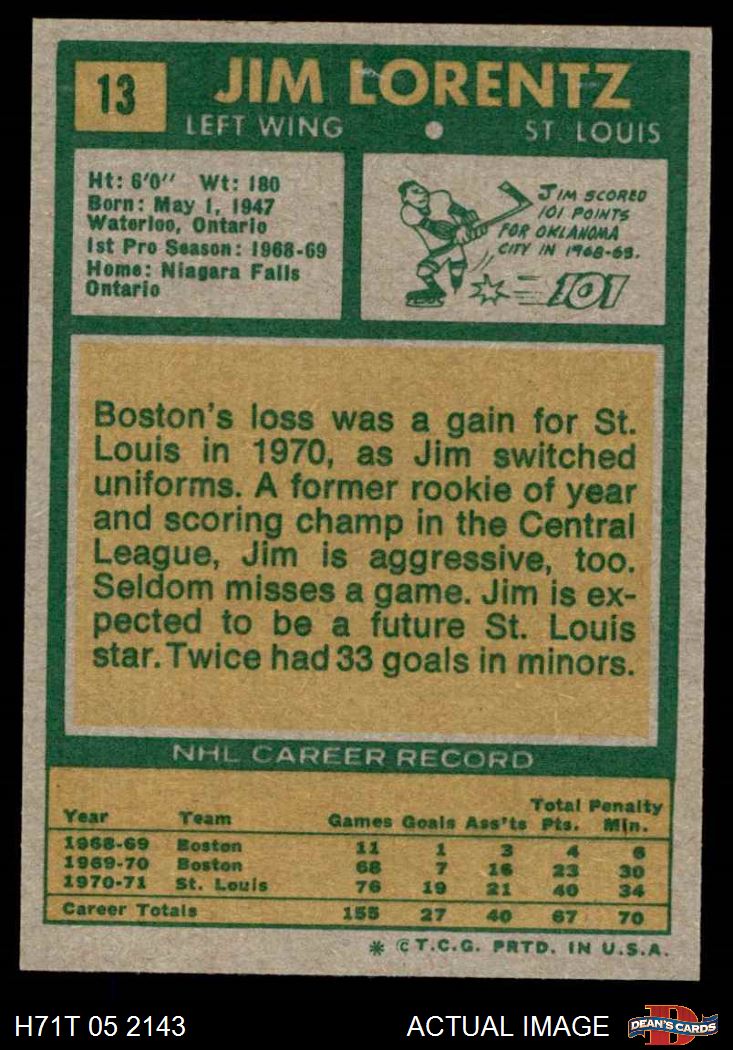 13
JIM LORENTZ
LEFT WING • ST. LOUIS
Ht: 6'0'' Wt: 180
Born: May 1, 1947
Waterloo, Ontario
1st Pro Season: 1968-69
Home: Niagara Falls
Ontario
JIM SCORED
101 POINTS
FOR OKLAHOMA
CITY IN 1968-69.
101
Boston's loss was a gain for St.
Louis in 1970, as Jim switched
uniforms. A former rookie of year
and scoring champ in the Central
League, Jim is aggressive, too.
Seldom misses a game. Jim is ex-
pected to be a future St. Louis
star. Twice had 33 goals in minors.
NHL CAREER RECORD
Year Team Games Goals Ass'ts Total Pts. Penalty Min.
1968-69 Boston 11 1 3 4 6
1969-70 Boston 68 7 16 23 30
1970-71 St. Louis 76 19 21 40 34
Career Totals 155 27 40 67 70
* © T.C.G. PRTD. IN U.S.A.
H71T 05 2143 ACTUAL IMAGE D DEAN'S CARDS